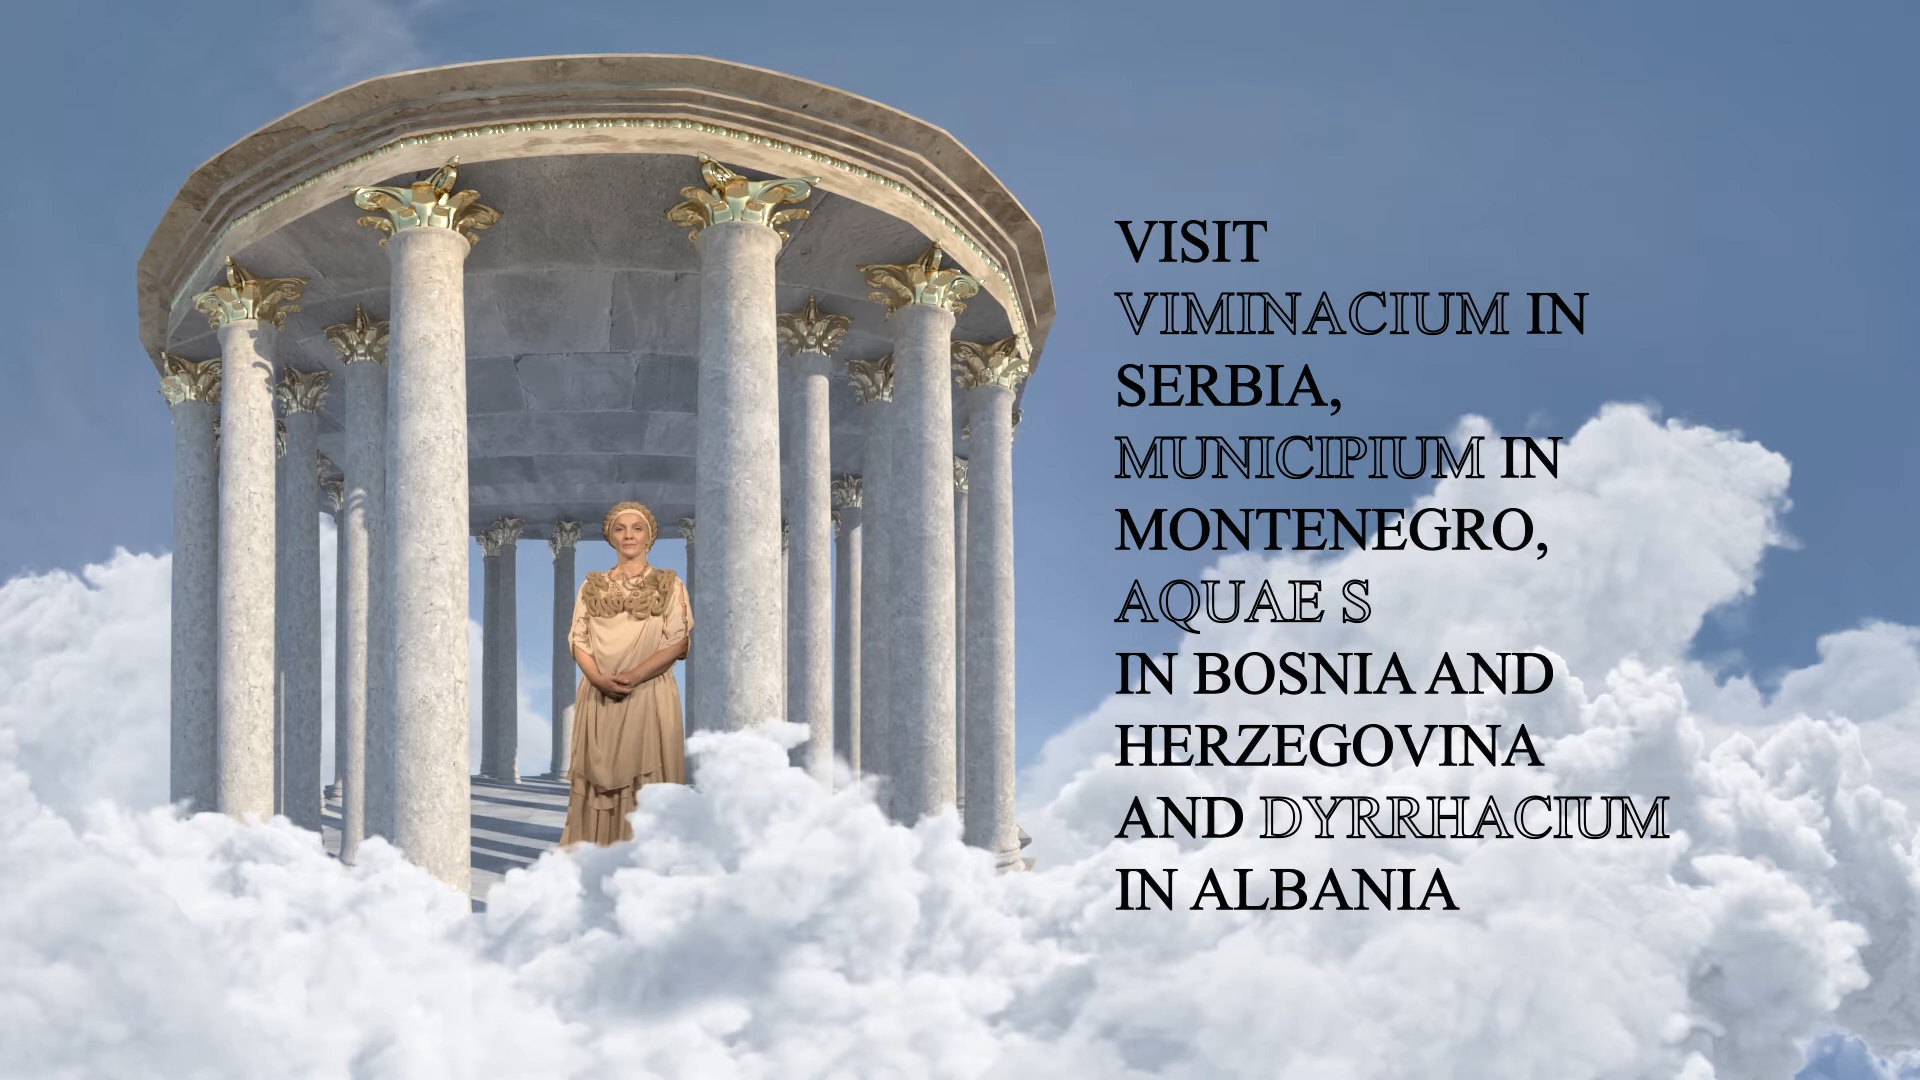 VISIT
VIMINACIUM IN
SERBIA,
MUNICIPIUM IN
MONTENEGRO,
AQUAE S
IN BOSNIA AND
HERZEGOVINA
AND DYRRHACIUM
IN ALBANIA